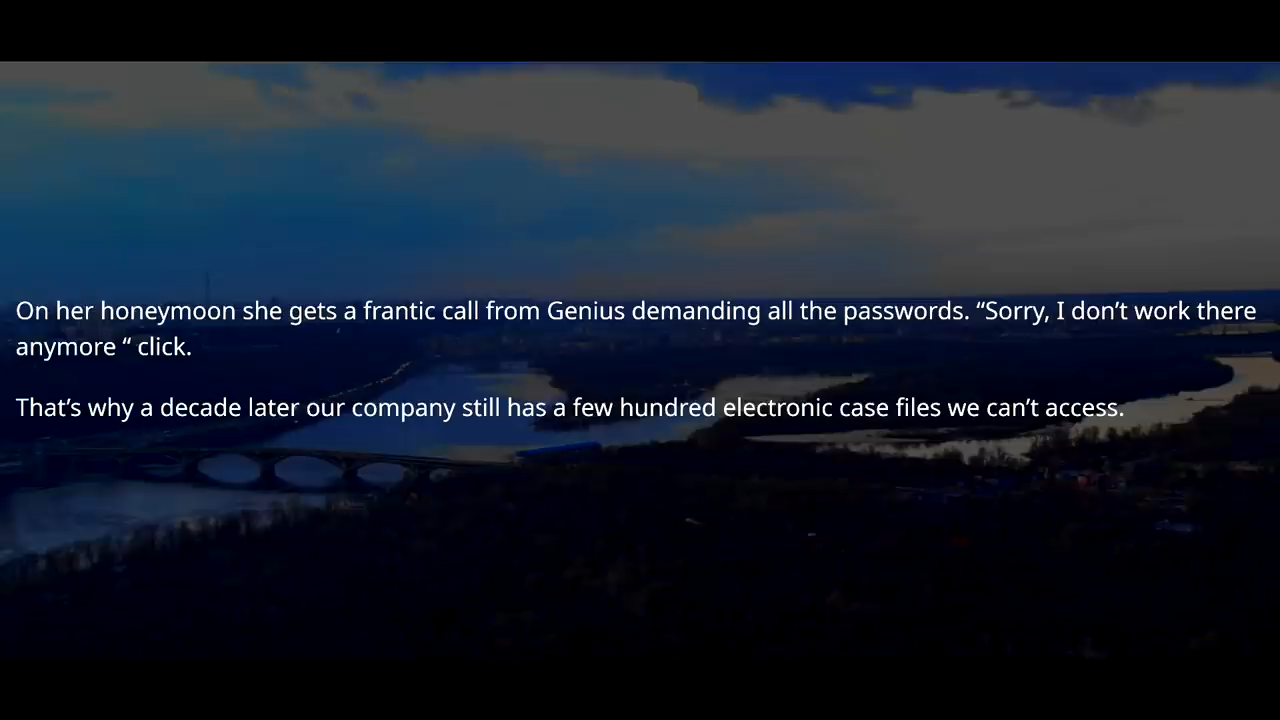 On her honeymoon she gets a frantic call from Genius demanding all the passwords. “Sorry, I don’t work there
anymore “ click.
That’s why a decade later our company still has a few hundred electronic case files we can’t access.